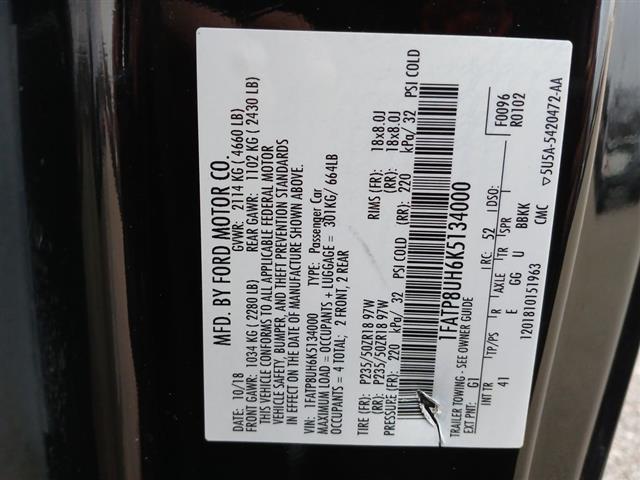 MFD. BY FORD MOTOR CO.
DATE: 10/18 GVWR: 2114 KG (4660 LB)
FRONT GAWR: 1034 KG (2280 LB) REAR GAWR: 1102 KG (2430 LB)
THIS VEHICLE CONFORMS TO ALL APPLICABLE FEDERAL MOTOR
VEHICLE SAFETY, BUMPER, AND THEFT PREVENTION STANDARDS
IN EFFECT ON THE DATE OF MANUFACTURE SHOWN ABOVE.
VIN: 1FATP8UH6K5134000 TYPE: Passenger Car
MAXIMUM LOAD = OCCUPANTS + LUGGAGE = 301KG/ 664LB
OCCUPANTS = 4 TOTAL; 2 FRONT, 2 REAR
TIRE (FR): P235/50ZR18 97W RIMS (FR): 18x8.0J
TIRE (RR): P235/50ZR18 97W (RR): 18x8.0J
PRESSURE (FR): 220 kPa/ 32 PSI COLD (RR): 220 kPa/ 32 PSI COLD
1FATP8UH6K5134000
TRAILER TOWING - SEE OWNER GUIDE
EXT PNT: G1 RC: 52 DSO: F0096
R0102
INT TR TP/PS R AXLE TR SPR
41 E GG U BBKK
1201810151963 CMC ▽5U5A-5420472-AA